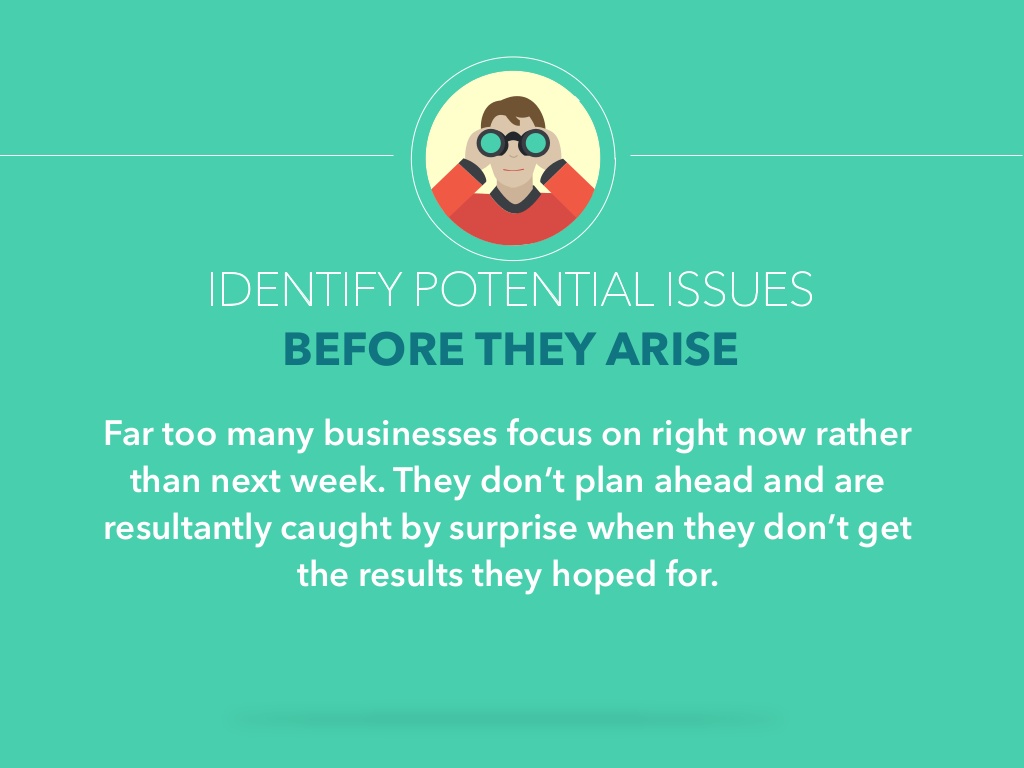 IDENTIFY POTENTIAL ISSUES
BEFORE THEY ARISE
Far too many businesses focus on right now rather
than next week. They don’t plan ahead and are
resultantly caught by surprise when they don’t get
the results they hoped for.